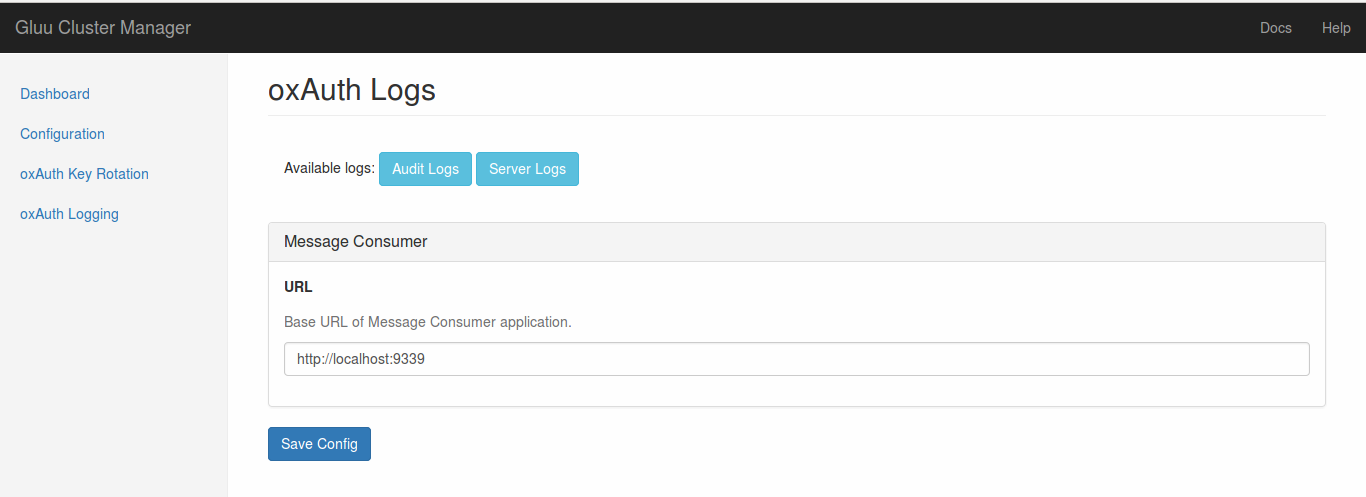 Gluu Cluster Manager Docs Help
Dashboard
Configuration
oxAuth Key Rotation
oxAuth Logging
oxAuth Logs
Available logs: Audit Logs Server Logs
Message Consumer
URL
Base URL of Message Consumer application.
http://localhost:9339
Save Config